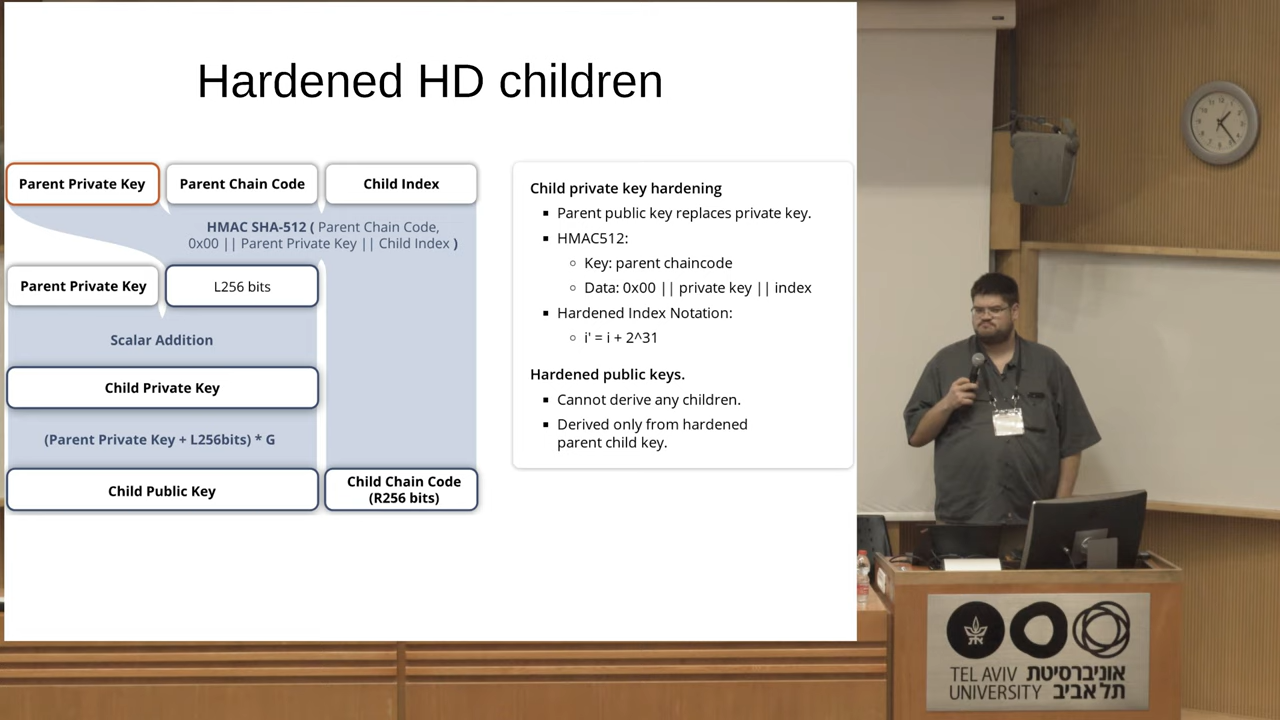 Hardened HD children
Parent Private Key
Parent Chain Code
Child Index
HMAC SHA-512 ( Parent Chain Code,
0x00 || Parent Private Key || Child Index )
Parent Private Key
L256 bits
Scalar Addition
Child Private Key
(Parent Private Key + L256bits) * G
Child Public Key
Child Chain Code
(R256 bits)
Child private key hardening
▪ Parent public key replaces private key.
▪ HMAC512:
○ Key: parent chaincode
○ Data: 0x00 || private key || index
▪ Hardened Index Notation:
○ i' = i + 2^31
Hardened public keys.
▪ Cannot derive any children.
▪ Derived only from hardened
parent child key.
TEL AVIV אוניברסיטת
UNIVERSITY תל אביב